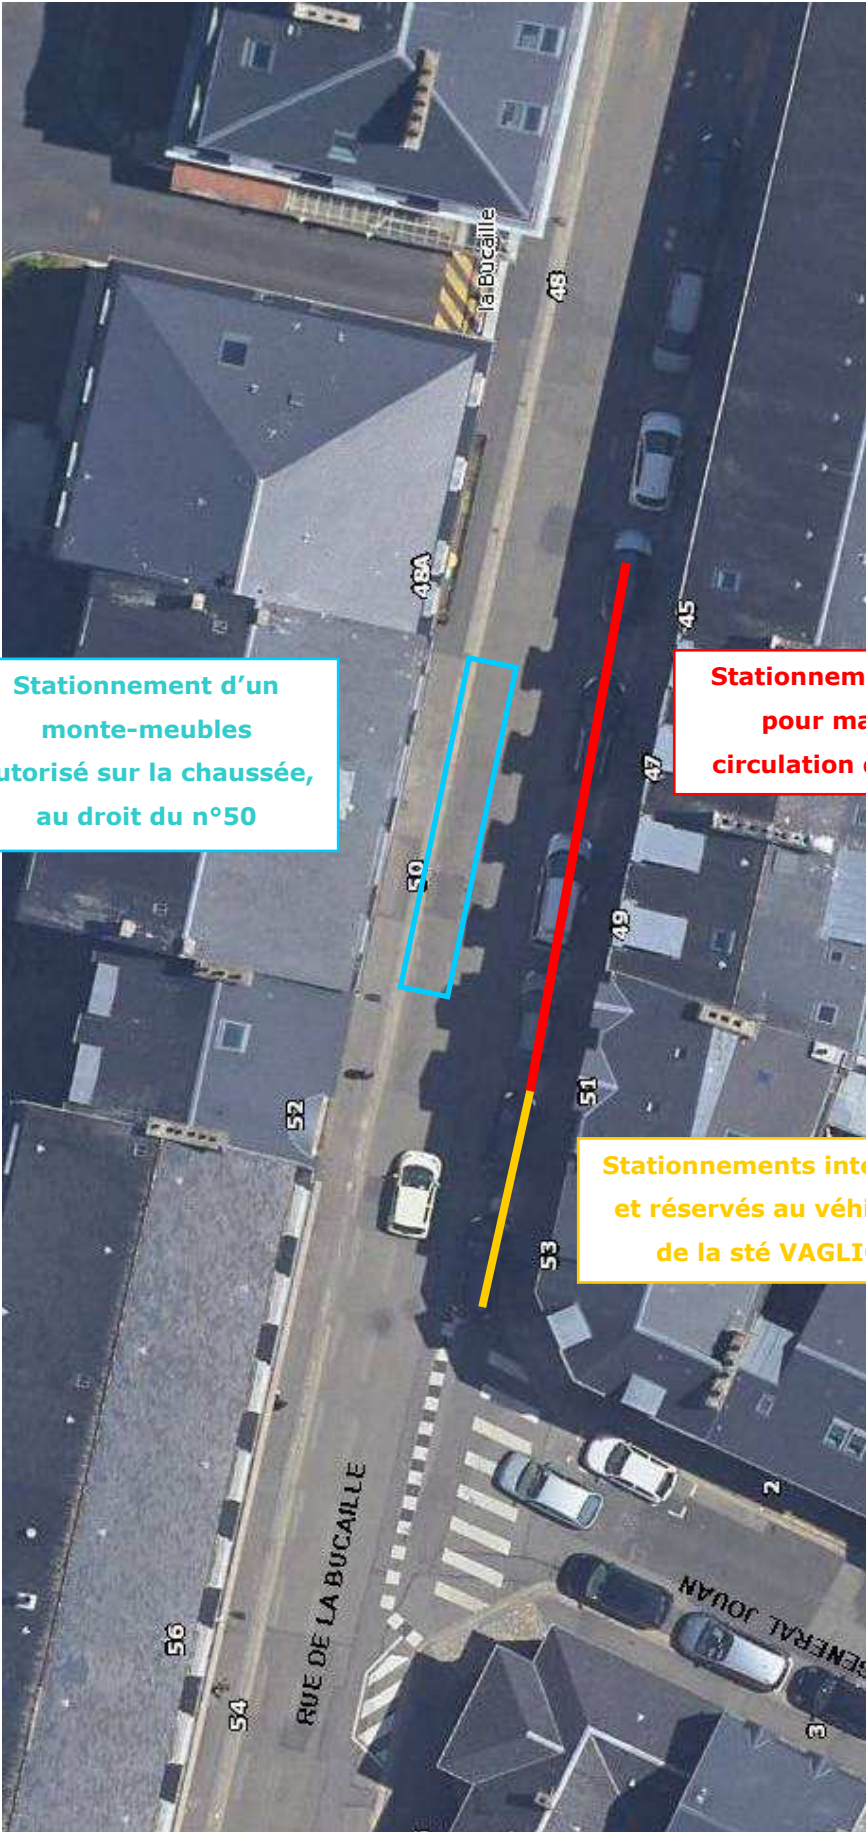 la Bucaille
48
48A
45
Stationnement d’un
monte-meubles
utorisé sur la chaussée,
au droit du n°50
Stationnem
pour ma
circulation
47
50
49
51
52
Stationnements inte
et réservés au véhi
de la sté VAGLI
53
RUE DE LA BUCAILLE
2
GENERAL JOUAN
56
54
3